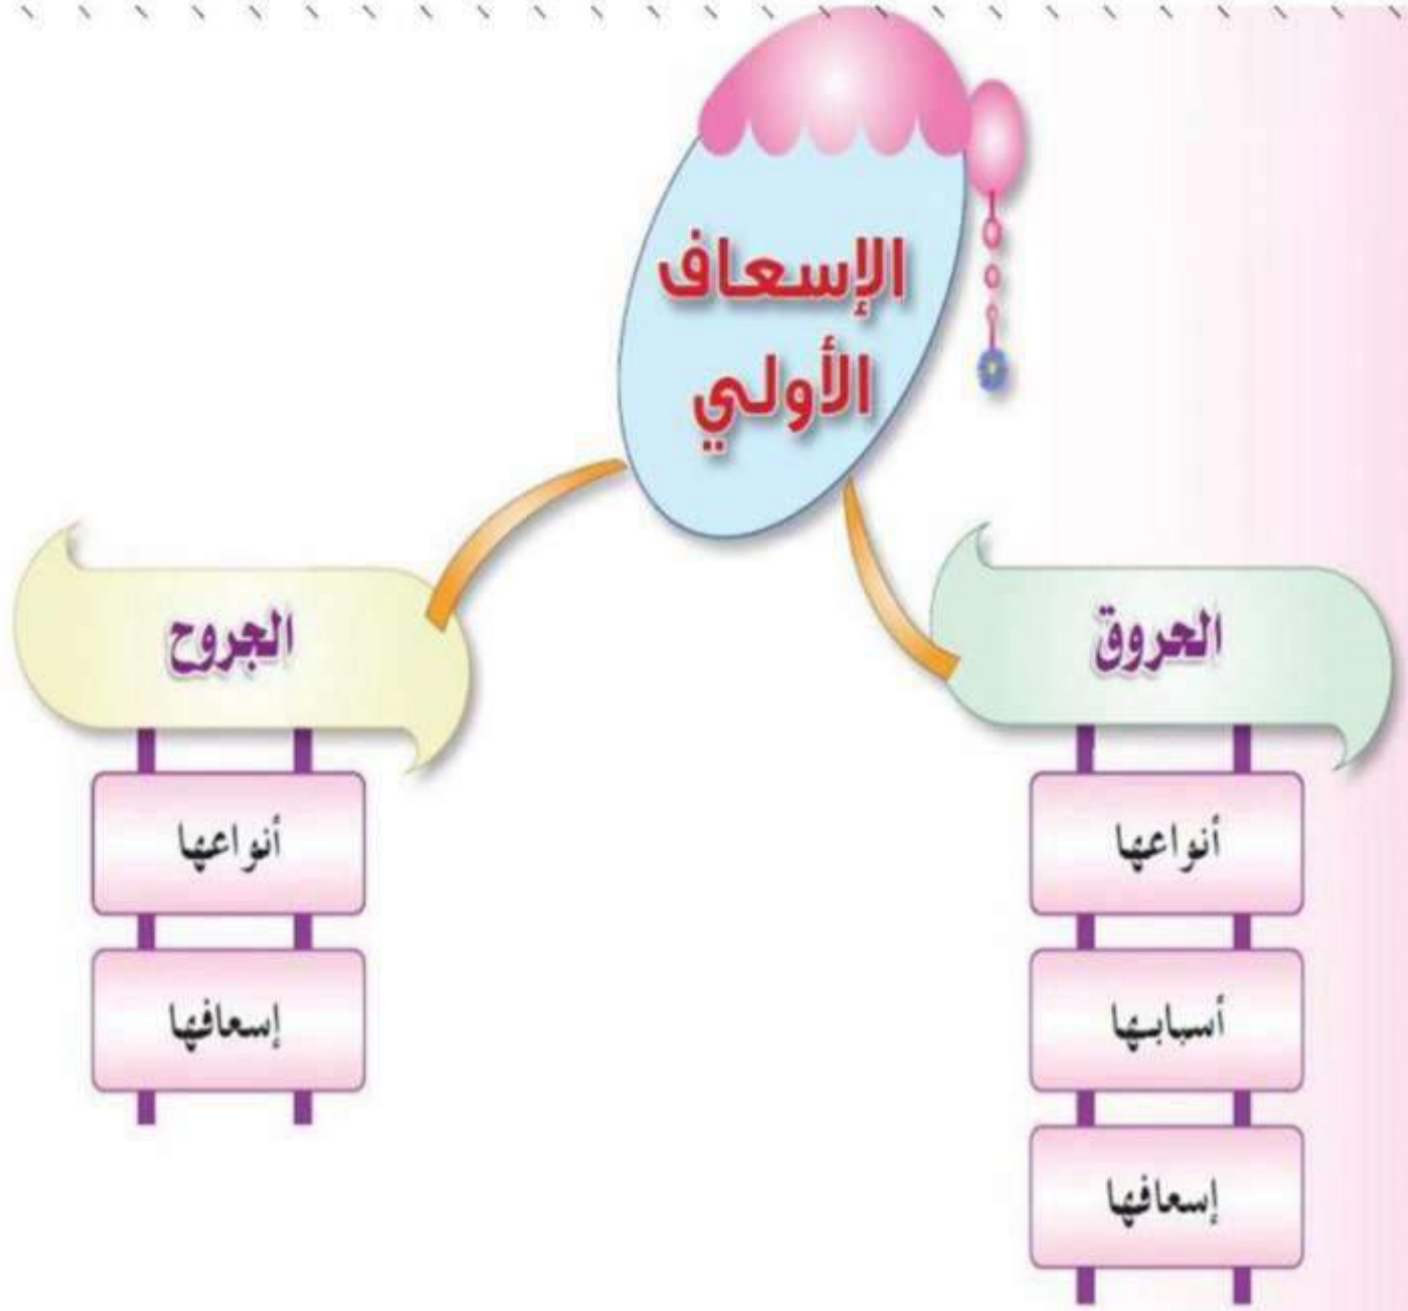 الإسعاف
الأولي
الحروق
أنواعها
أسبابها
إسعافها
الجروح
أنواعها
إسعافها